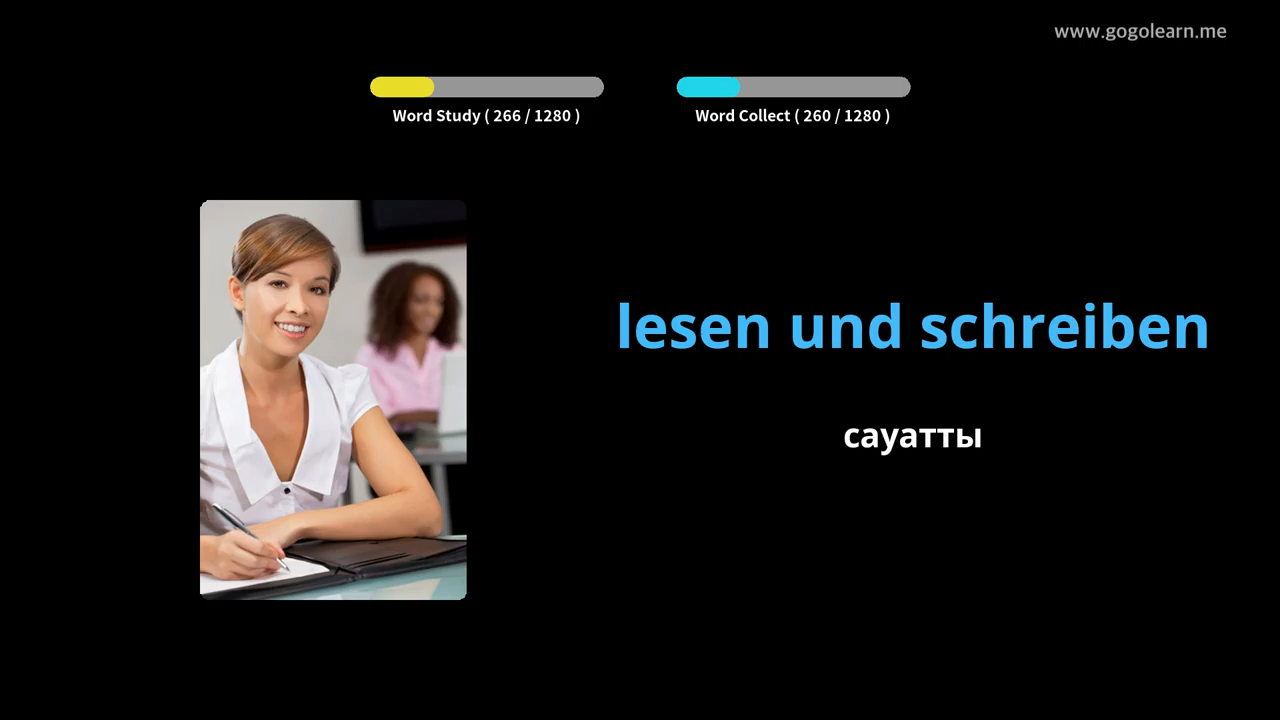 www.gogolearn.me
Word Study ( 266 / 1280 )
Word Collect ( 260 / 1280 )
lesen und schreiben
сауатты